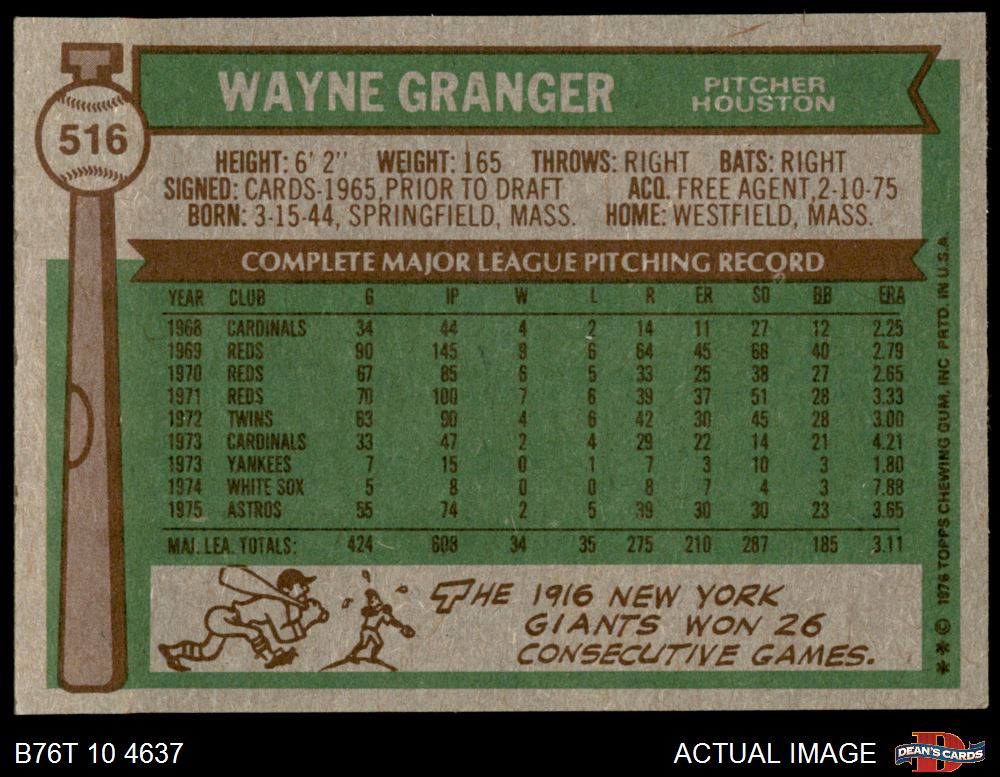 WAYNE GRANGER
PITCHER
HOUSTON
516
HEIGHT: 6' 2" WEIGHT: 165 THROWS: RIGHT BATS: RIGHT
SIGNED: CARDS-1965, PRIOR TO DRAFT ACQ. FREE AGENT, 2-10-75
BORN: 3-15-44, SPRINGFIELD, MASS. HOME: WESTFIELD, MASS.
COMPLETE MAJOR LEAGUE PITCHING RECORD
YEAR CLUB G IP W L R ER SO BB ERA
1968 CARDINALS 34 44 4 2 14 11 27 12 2.25
1969 REDS 90 145 9 6 64 45 68 40 2.79
1970 REDS 67 85 6 5 33 25 38 27 2.65
1971 REDS 70 100 7 6 39 37 51 28 3.33
1972 TWINS 63 90 4 6 42 30 45 28 3.00
1973 CARDINALS 33 47 2 4 29 22 14 21 4.21
1973 YANKEES 7 15 0 1 7 3 10 3 1.80
1974 WHITE SOX 5 8 0 0 8 7 4 3 7.88
1975 ASTROS 55 74 2 5 39 30 30 23 3.65
MAJ. LEA. TOTALS: 424 608 34 35 275 210 287 185 3.11
THE 1916 NEW YORK
GIANTS WON 26
CONSECUTIVE GAMES.
** © 1976 TOPPS CHEWING GUM, INC. PRTD. IN U.S.A.
B76T 10 4637
ACTUAL IMAGE
D
DEAN'S CARDS